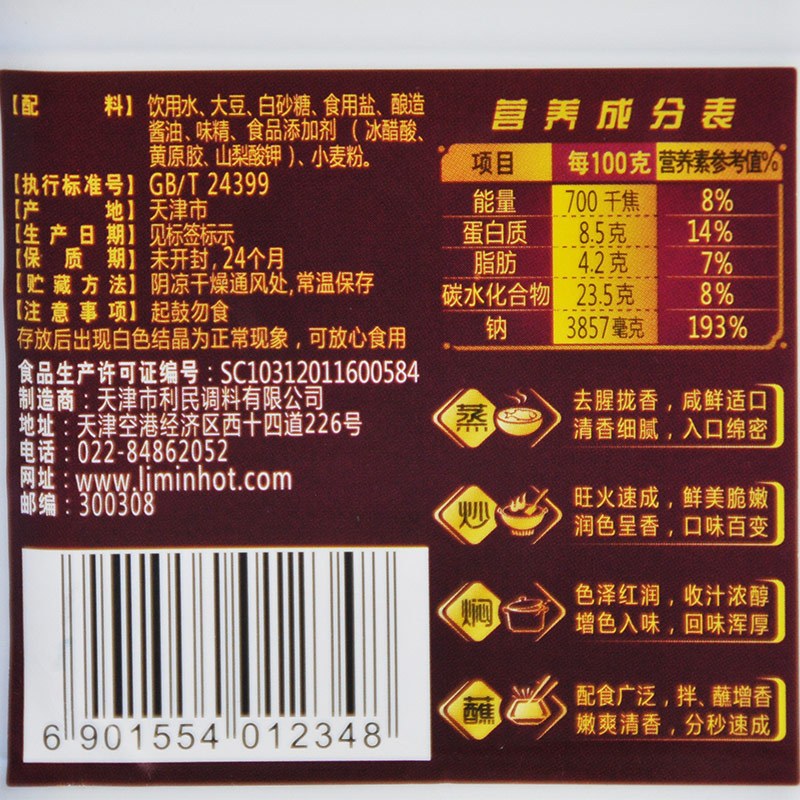 【配　　料】饮用水、大豆、白砂糖、食用盐、酿造
酱油、味精、食品添加剂（冰醋酸、
黄原胶、山梨酸钾）、小麦粉。
【执行标准号】GB/T 24399
【产　　地】天津市
【生产日期】见标签标示
【保　质　期】未开封,24个月
【贮藏方法】阴凉干燥通风处,常温保存
【注意事项】起鼓勿食
存放后出现白色结晶为正常现象，可放心食用
食品生产许可证编号：SC10312011600584
制造商：天津市利民调料有限公司
地址：天津空港经济区西十四道226号
电话：022-84862052
网址：www.liminhot.com
邮编：300308
6 901554 012348
营养成分表
项目 每100克 营养素参考值%
能量 700千焦 8%
蛋白质 8.5克 14%
脂肪 4.2克 7%
碳水化合物 23.5克 8%
钠 3857毫克 193%
蒸
去腥拢香，咸鲜适口
清香细腻，入口绵密
炒
旺火速成，鲜美脆嫩
润色呈香，口味百变
焖
色泽红润，收汁浓醇
增色入味，回味浑厚
蘸
配食广泛，拌、蘸增香
嫩爽清香，分秒速成